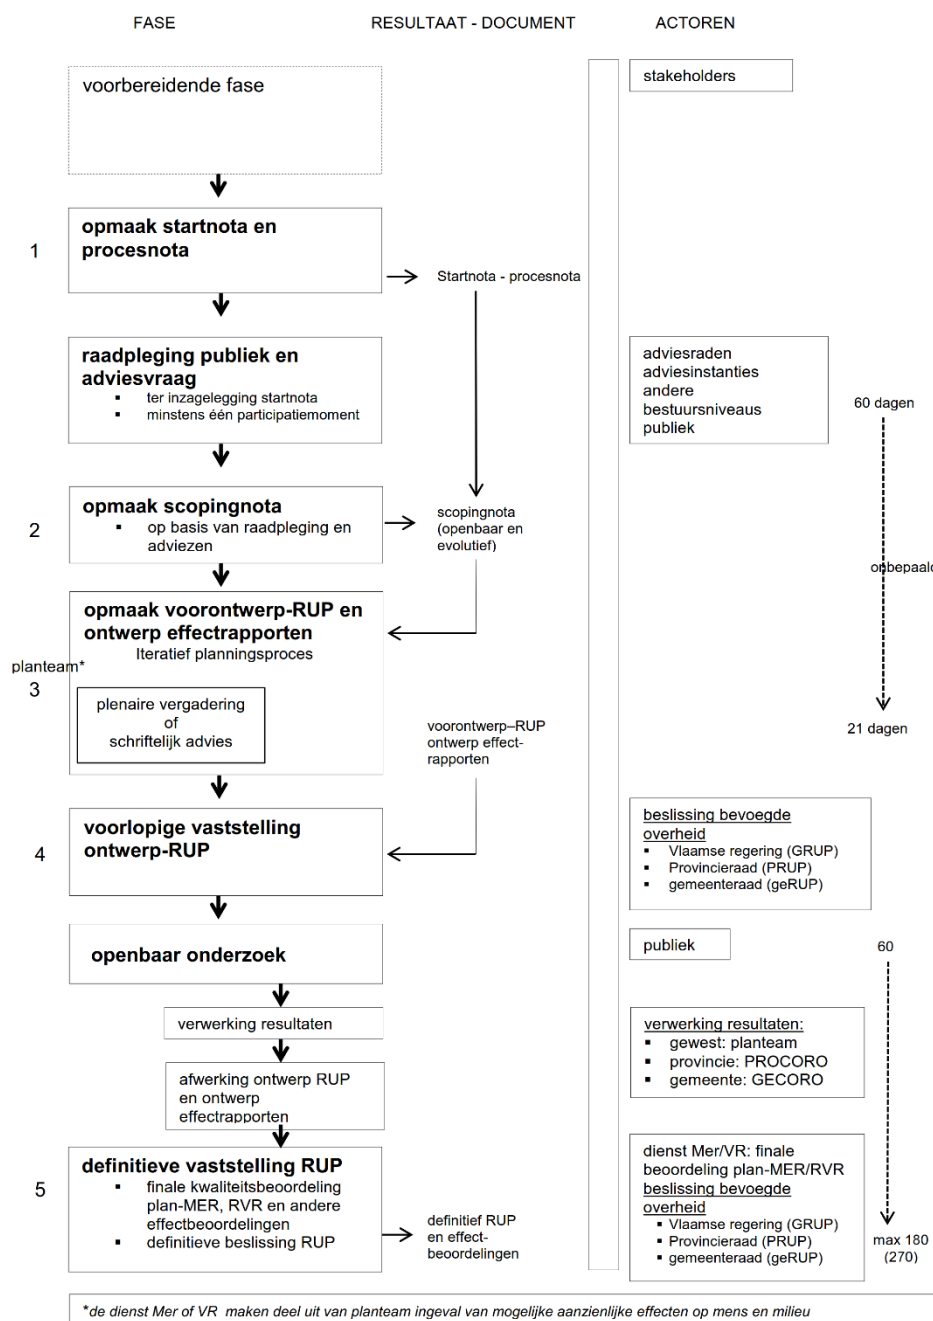 FASE
RESULTAAT - DOCUMENT
ACTOREN
voorbereidende fase
stakeholders
1
opmaak startnota en
procesnota
Startnota - procesnota
raadpleging publiek en
adviesvraag
▪ ter inzagelegging startnota
▪ minstens één participatiemoment
adviesraden
adviesinstanties
andere
bestuursniveaus
publiek
60 dagen
2
opmaak scopingnota
▪ op basis van raadpleging en
adviezen
scopingnota
(openbaar en
evolutief)
onbepaald
opmaak voorontwerp-RUP en
ontwerp effectrapporten
Iteratief planningsproces
planteam*
3
plenaire vergadering
of
schriftelijk advies
voorontwerp–RUP
ontwerp effect-
rapporten
21 dagen
4
voorlopige vaststelling
ontwerp-RUP
beslissing bevoegde
overheid
▪ Vlaamse regering (GRUP)
▪ Provincieraad (PRUP)
▪ gemeenteraad (geRUP)
openbaar onderzoek
publiek
60
verwerking resultaten
verwerking resultaten:
▪ gewest: planteam
▪ provincie: PROCORO
▪ gemeente: GECORO
afwerking ontwerp RUP
en ontwerp
effectrapporten
5
definitieve vaststelling RUP
▪ finale kwaliteitsbeoordeling
plan-MER, RVR en andere
effectbeoordelingen
▪ definitieve beslissing RUP
definitief RUP
en effect-
beoordelingen
dienst Mer/VR: finale
beoordeling plan-MER/RVR
beslissing bevoegde
overheid
▪ Vlaamse regering (GRUP)
▪ Provincieraad (PRUP)
▪ gemeenteraad (geRUP)
max 180
(270)
*de dienst Mer of VR maken deel uit van planteam ingeval van mogelijke aanzienlijke effecten op mens en milieu